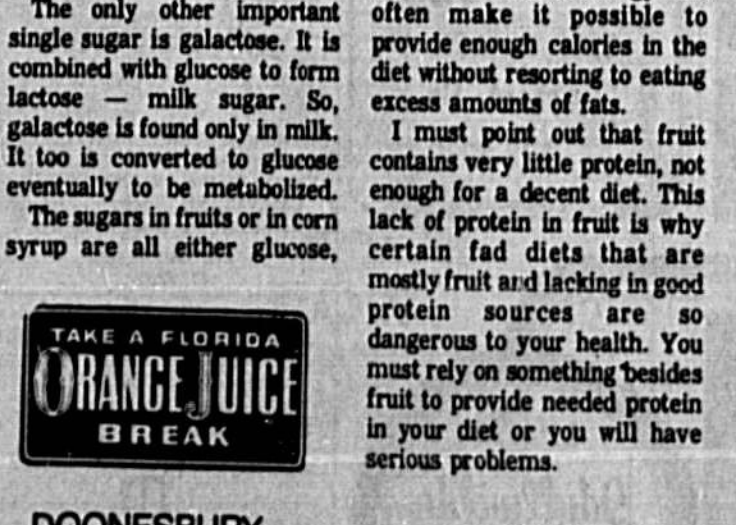 The only other important
single sugar is galactose. It is
combined with glucose to form
lactose — milk sugar. So,
galactose is found only in milk.
It too is converted to glucose
eventually to be metabolized.
The sugars in fruits or in corn
syrup are all either glucose,
TAKE A FLORIDA
ORANGE JUICE
BREAK
DOONESBURY
often make it possible to
provide enough calories in the
diet without resorting to eating
excess amounts of fats.
I must point out that fruit
contains very little protein, not
enough for a decent diet. This
lack of protein in fruit is why
certain fad diets that are
mostly fruit and lacking in good
protein sources are so
dangerous to your health. You
must rely on something besides
fruit to provide needed protein
in your diet or you will have
serious problems.